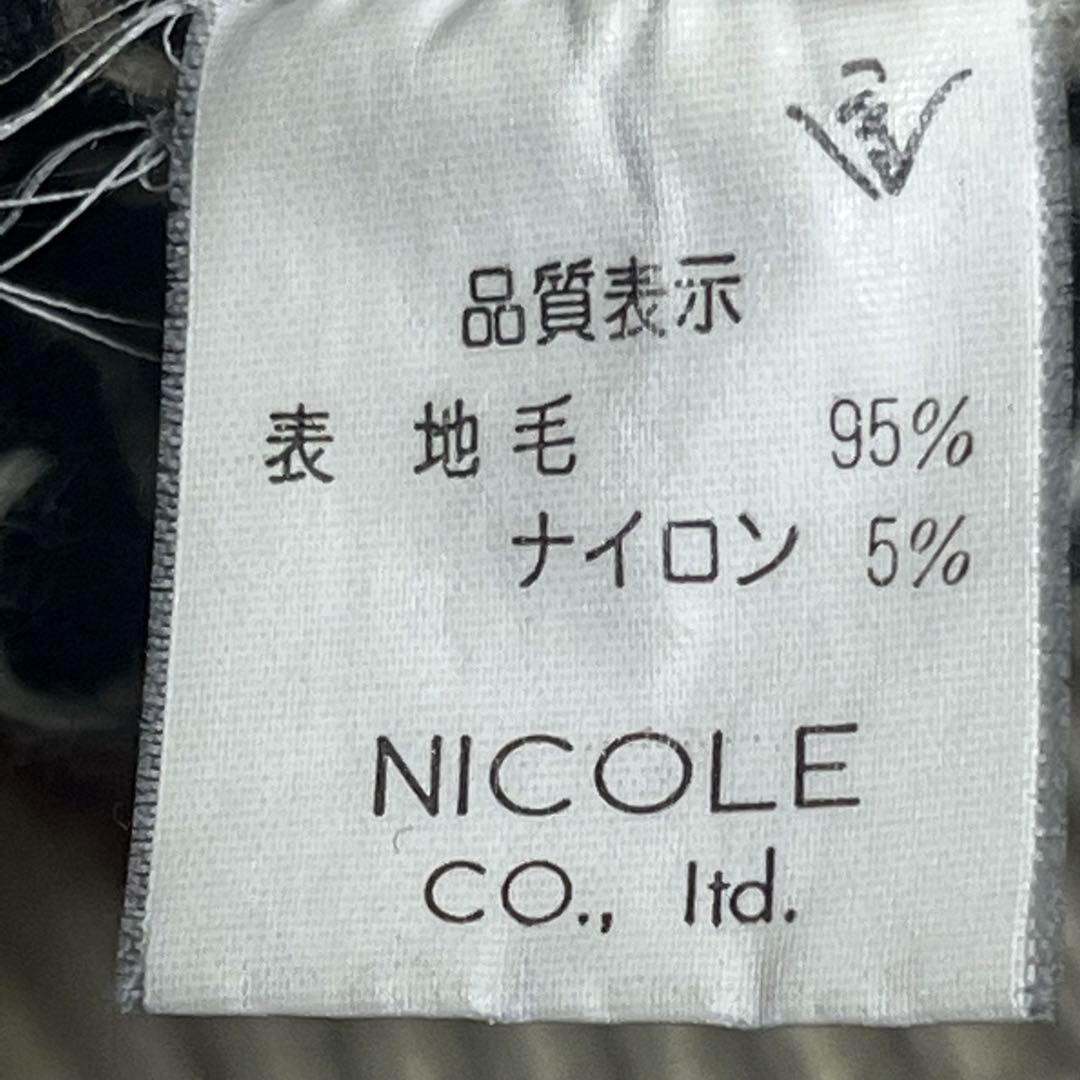 品質表示
表 地 毛 95%
ナイロン 5%
NICOLE
CO., ltd.